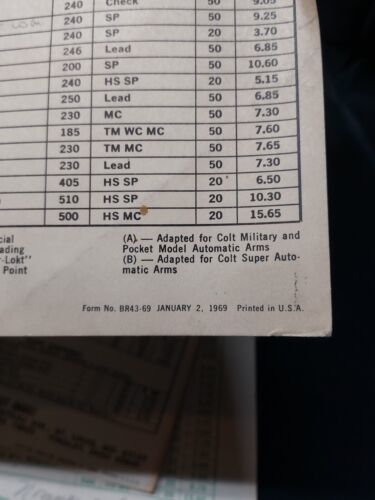 240 Check 50 9.05
240 SP 50 9.25
240 SP 20 3.70
246 Lead 50 6.85
200 SP 50 10.60
240 HS SP 20 5.15
250 Lead 50 6.85
230 MC 50 7.30
185 TM WC MC 50 7.60
230 TM MC 50 7.65
230 Lead 50 7.30
405 HS SP 20 6.50
510 HS SP 20 10.30
500 HS MC 20 15.65
cial
ading
r-Lokt"
Point
(A) — Adapted for Colt Military and
Pocket Model Automatic Arms
(B) — Adapted for Colt Super Auto-
matic Arms
Form No. BR43-69 JANUARY 2, 1969 Printed in U.S.A.